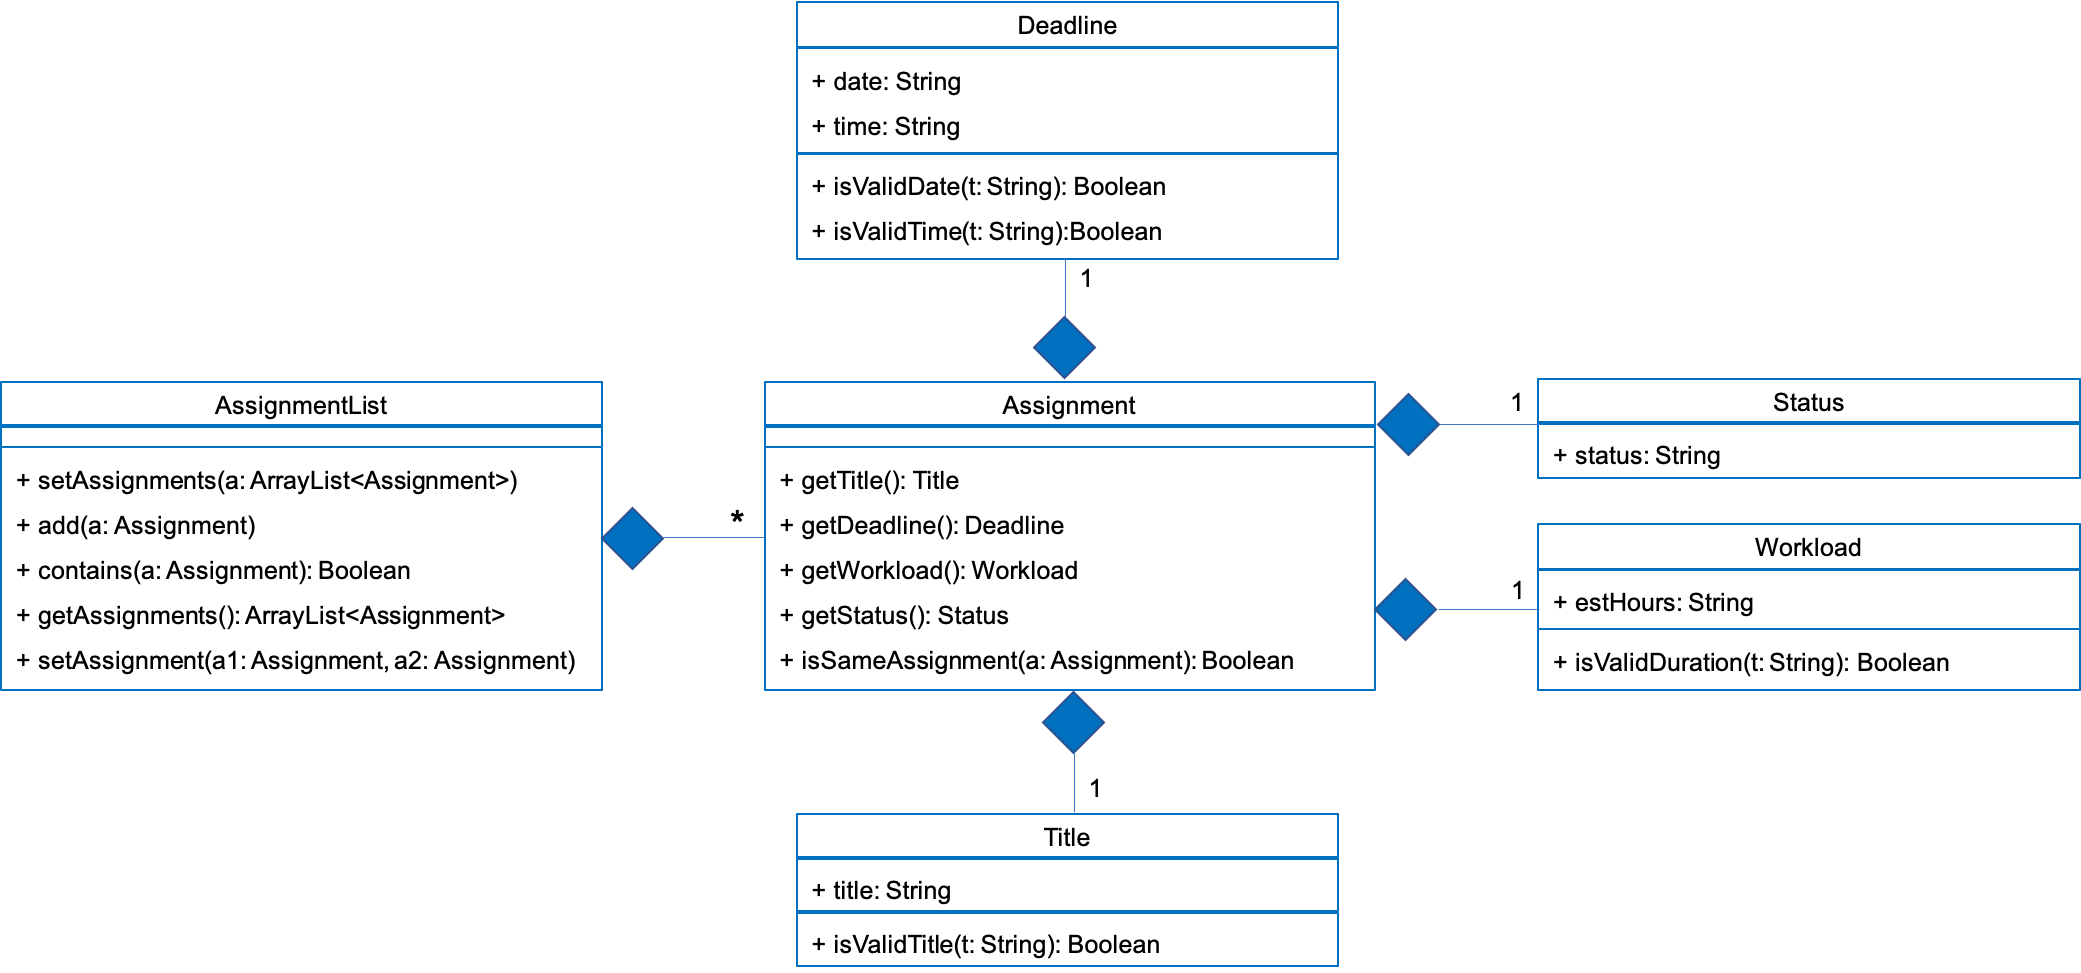 Deadline
+ date: String
+ time: String
+ isValidDate(t: String): Boolean
+ isValidTime(t: String):Boolean
1
AssignmentList
+ setAssignments(a: ArrayList<Assignment>)
+ add(a: Assignment)
+ contains(a: Assignment): Boolean
+ getAssignments(): ArrayList<Assignment>
+ setAssignment(a1: Assignment, a2: Assignment)
*
Assignment
+ getTitle(): Title
+ getDeadline(): Deadline
+ getWorkload(): Workload
+ getStatus(): Status
+ isSameAssignment(a: Assignment): Boolean
1
Status
+ status: String
1
Workload
+ estHours: String
+ isValidDuration(t: String): Boolean
1
Title
+ title: String
+ isValidTitle(t: String): Boolean